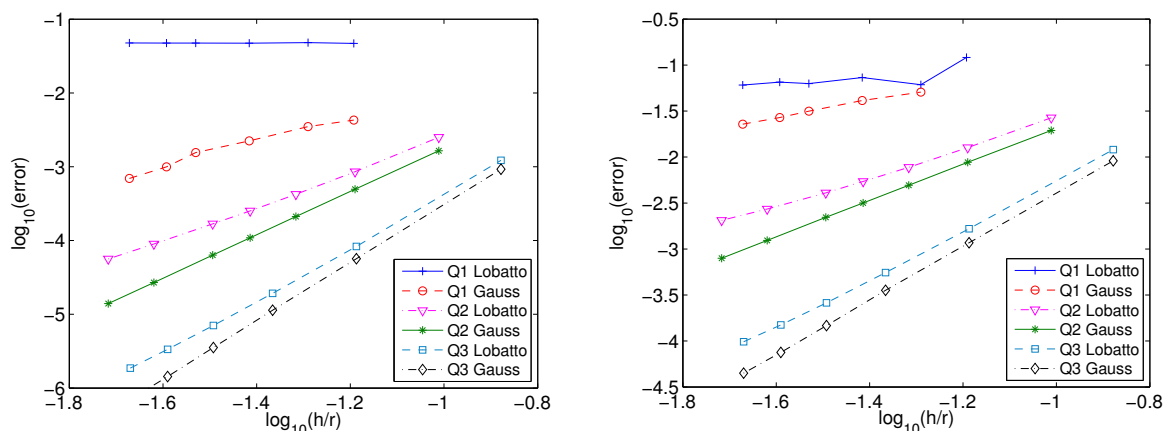 −1
−2
−3
−4
−5
−6
log10(error)
−1.8
−1.6
−1.4
−1.2
−1
−0.8
log10(h/r)
Q1 Lobatto
Q1 Gauss
Q2 Lobatto
Q2 Gauss
Q3 Lobatto
Q3 Gauss
−0.5
−1
−1.5
−2
−2.5
−3
−3.5
−4
−4.5
log10(error)
−1.8
−1.6
−1.4
−1.2
−1
−0.8
log10(h/r)
Q1 Lobatto
Q1 Gauss
Q2 Lobatto
Q2 Gauss
Q3 Lobatto
Q3 Gauss